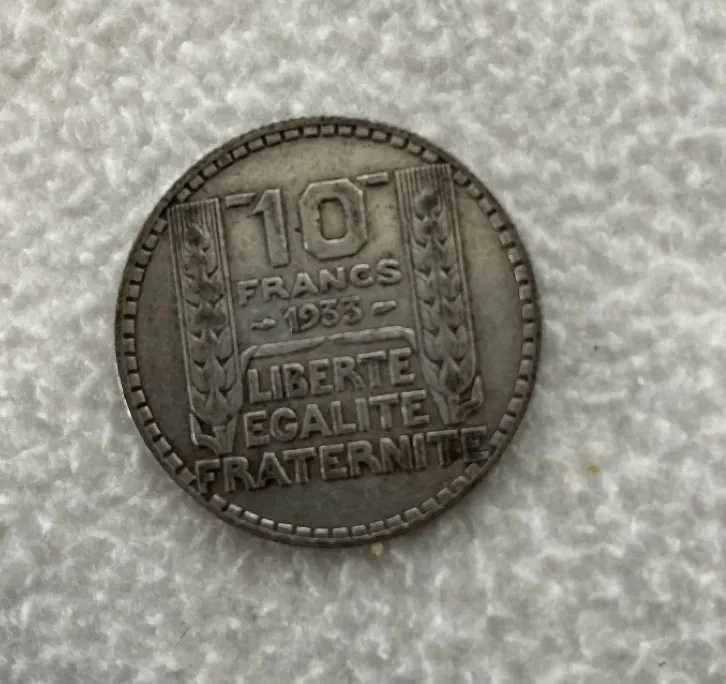 10
FRANCS
1933
LIBERTE
EGALITE
FRATERNITE